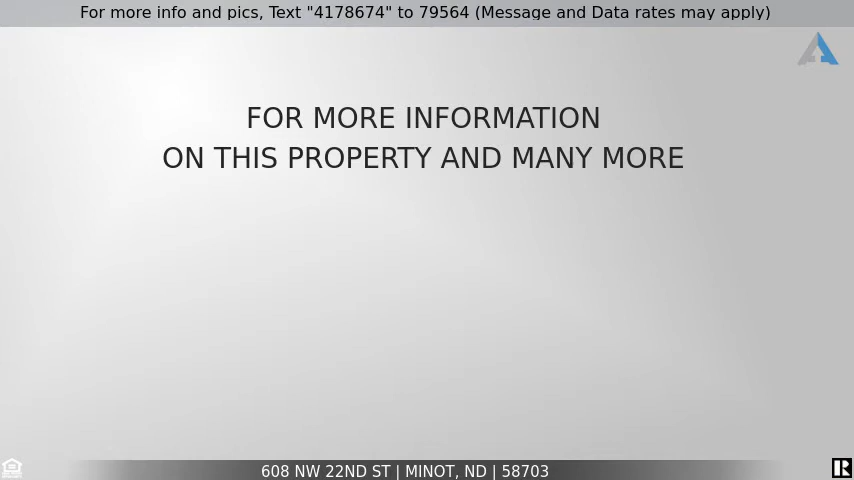 For more info and pics, Text "4178674" to 79564 (Message and Data rates may apply)
FOR MORE INFORMATION
ON THIS PROPERTY AND MANY MORE
608 NW 22ND ST | MINOT, ND | 58703